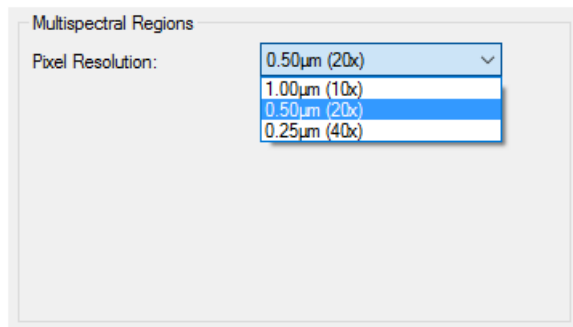 Multispectral Regions
Pixel Resolution: 0.50µm (20x)
1.00µm (10x)
0.50µm (20x)
0.25µm (40x)